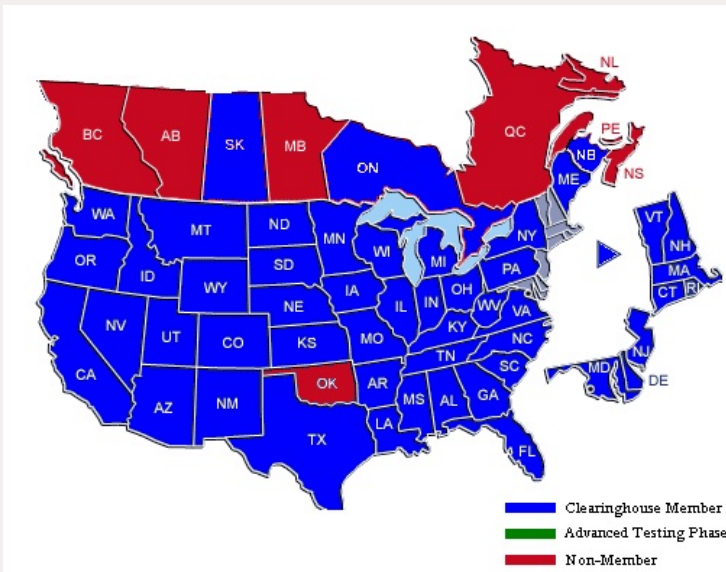 NL
BC
AB
SK
MB
QC
PE
ON
NB
NS
ME
WA
MT
ND
MN
NY
VT
NH
OR
ID
SD
WI
MI
PA
MA
WY
IA
OH
CT
RI
NE
IL
IN
WV
VA
NV
UT
CO
KS
MO
KY
NC
NJ
CA
TN
SC
MD
DE
AZ
NM
OK
AR
MS
AL
GA
TX
LA
FL
Clearinghouse Member
Advanced Testing Phase
Non-Member